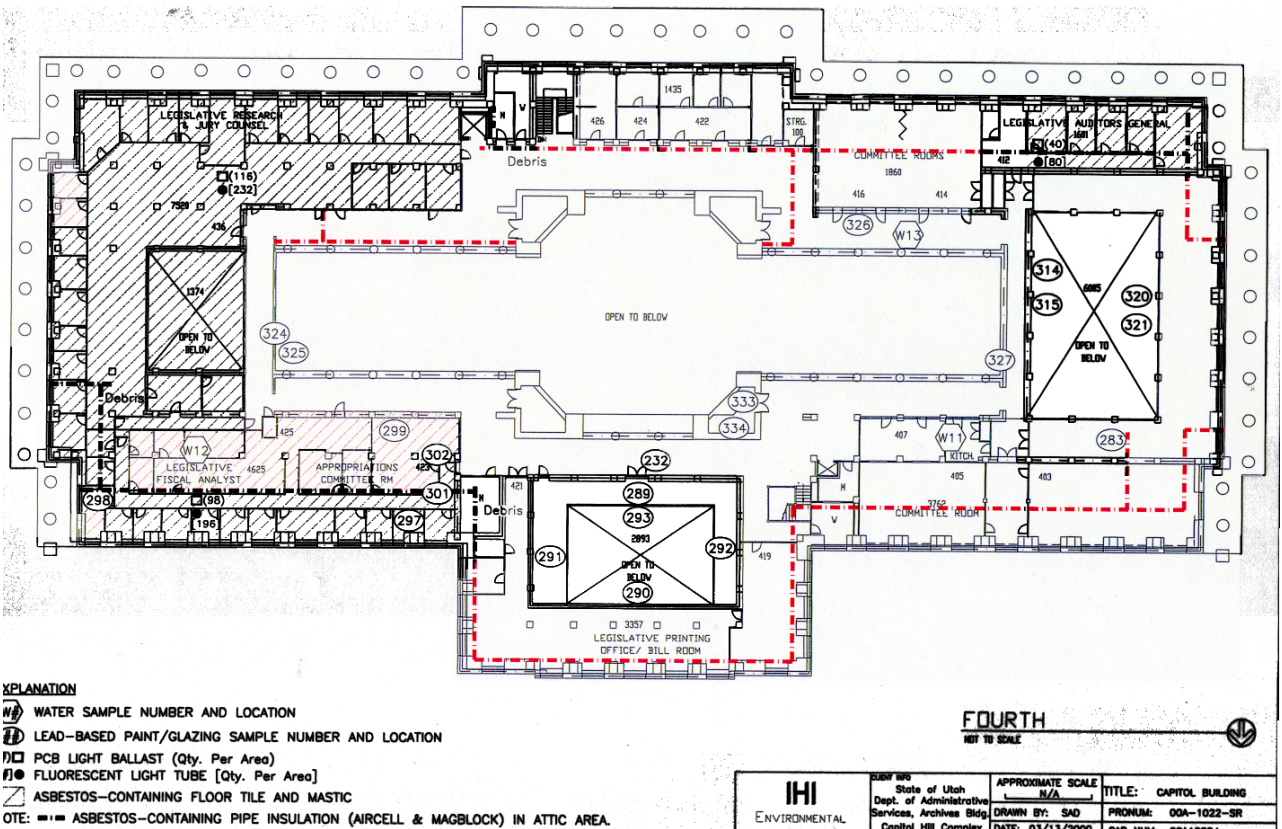 1435
M
W
426
424
422
STRG.
100
LEGISLATIVE RESEARCH
& JURY COUNSEL
LEGISLATIVE AUDITORS GENERAL
1601
(40)
[80]
412
Debris
COMMITTEE ROOMS
1860
416
414
(116)
[232]
7520
436
326
W13
1374
OPEN TO
BELOW
OPEN TO BELOW
314
315
6085
320
321
OPEN TO
BELOW
324
325
327
Debris
333
334
425
299
W12
LEGISLATIVE
4625
FISCAL ANALYST
APPROPRIATIONS
COMMITTEE RM
423
302
301
407
W11
KITCH.
283
232
298
(98)
196
297
M
421
Debris
289
293
2893
OPEN
TO
BELOW
291
292
290
M
W
405
403
3762
COMMITTEE ROOM
419
3357
LEGISLATIVE PRINTING
OFFICE/ BILL ROOM
XPLANATION
W# WATER SAMPLE NUMBER AND LOCATION
## LEAD-BASED PAINT/GLAZING SAMPLE NUMBER AND LOCATION
PCB LIGHT BALLAST (Qty. Per Area)
FLUORESCENT LIGHT TUBE [Qty. Per Area]
ASBESTOS-CONTAINING FLOOR TILE AND MASTIC
OTE: ASBESTOS-CONTAINING PIPE INSULATION (AIRCELL & MAGBLOCK) IN ATTIC AREA.
FOURTH
NOT TO SCALE
IHI
ENVIRONMENTAL
CLIENT INFO
State of Utah
Dept. of Administrative
Services, Archives Bldg.
Capitol Hill Complex
APPROXIMATE SCALE
N/A
DRAWN BY: SAD
DATE: 03/13/2000
TITLE: CAPITOL BUILDING
PRONUM: 00A-1022-SR